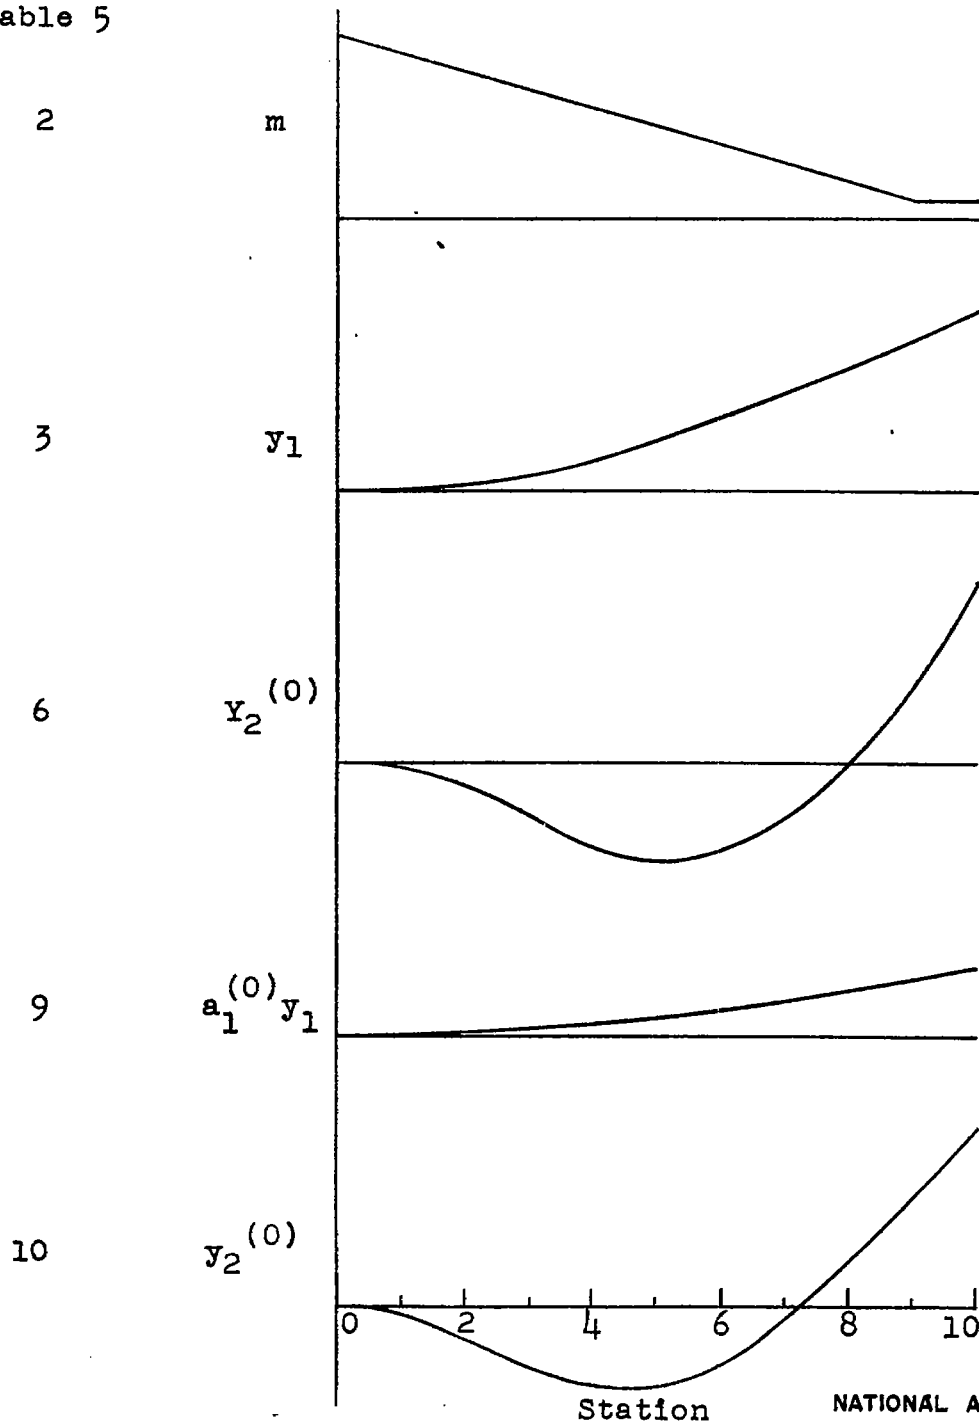 able 5
2 m
3 y1
6 Y2(0)
9 a1(0)y1
10 y2(0)
0 2 4 6 8 10
Station
NATIONAL A